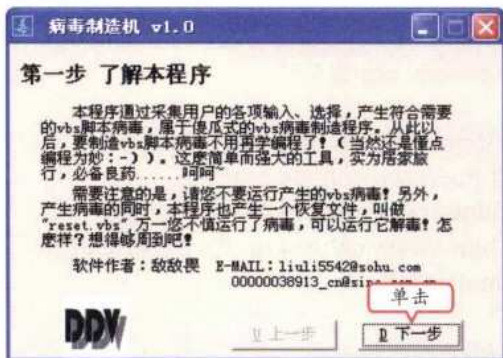 病毒制造机 v1.0
第一步 了解本程序
本程序通过采集用户的各项输入、选择，产生符合需要
的vbs脚本病毒，属于傻瓜式的vbs病毒制造程序。从此以
后，要制造vbs脚本病毒不用再学编程了！（当然还是懂点
编程为妙：-））。这麽简单而强大的工具，实为居家旅
行，必备良药......呵呵~
需要注意的是，请您不要运行产生的vbs病毒！另外，
产生病毒的同时，本程序也产生一个恢复文件，叫做
"reset.vbs",万一您不慎运行了病毒，可以运行它解毒！怎
麽样？想得够周到吧！
软件作者：敌敌畏 E-MAIL：liuli5542@sohu.com
单击
DDV
U 上一步
D 下一步